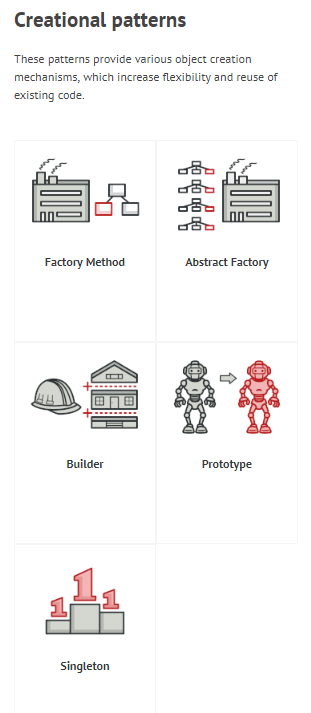 Creational patterns
These patterns provide various object creation
mechanisms, which increase flexibility and reuse of
existing code.
Factory Method
Abstract Factory
Builder
Prototype
1 1 1
Singleton